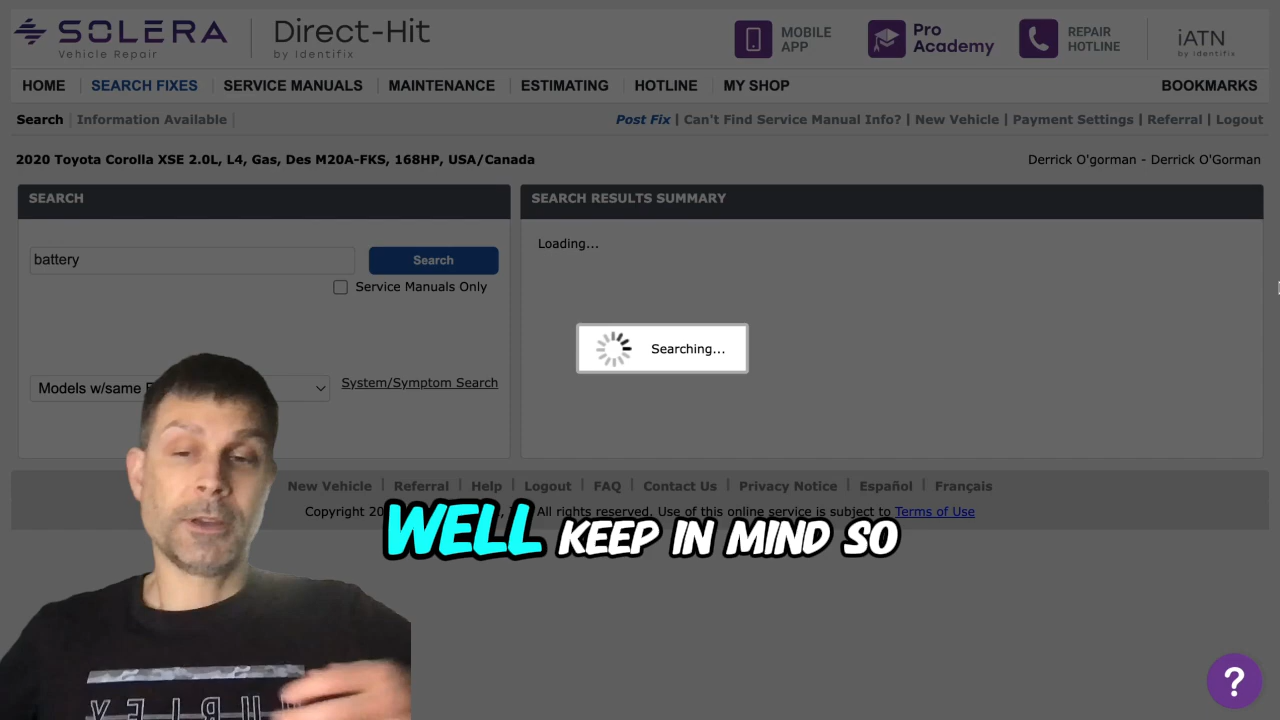 SOLERA
Vehicle Repair
Direct-Hit
by Identifix
MOBILE
APP
Pro
Academy
REPAIR
HOTLINE
iATN
by Identifix
HOME SEARCH FIXES SERVICE MANUALS MAINTENANCE ESTIMATING HOTLINE MY SHOP BOOKMARKS
Search Information Available Post Fix | Can't Find Service Manual Info? | New Vehicle | Payment Settings | Referral | Logout
2020 Toyota Corolla XSE 2.0L, L4, Gas, Des M20A-FKS, 168HP, USA/Canada Derrick O'gorman - Derrick O'Gorman
SEARCH
SEARCH RESULTS SUMMARY
battery Search
Service Manuals Only
Loading...
Searching...
Models w/same System/Symptom Search
New Vehicle | Referral | Help | Logout | FAQ | Contact Us | Privacy Notice | Español | Français
Copyright All rights reserved. Use of this online service is subject to Terms of Use
WELL KEEP IN MIND SO
HURLEY
?